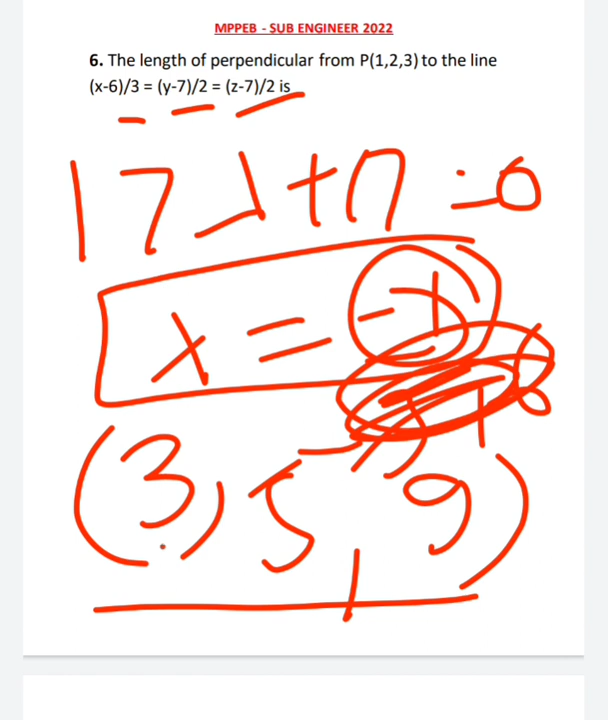 MPPEB - SUB ENGINEER 2022
6. The length of perpendicular from P(1,2,3) to the line
(x-6)/3 = (y-7)/2 = (z-7)/2 is
17λ+17=0
(3,5,9)